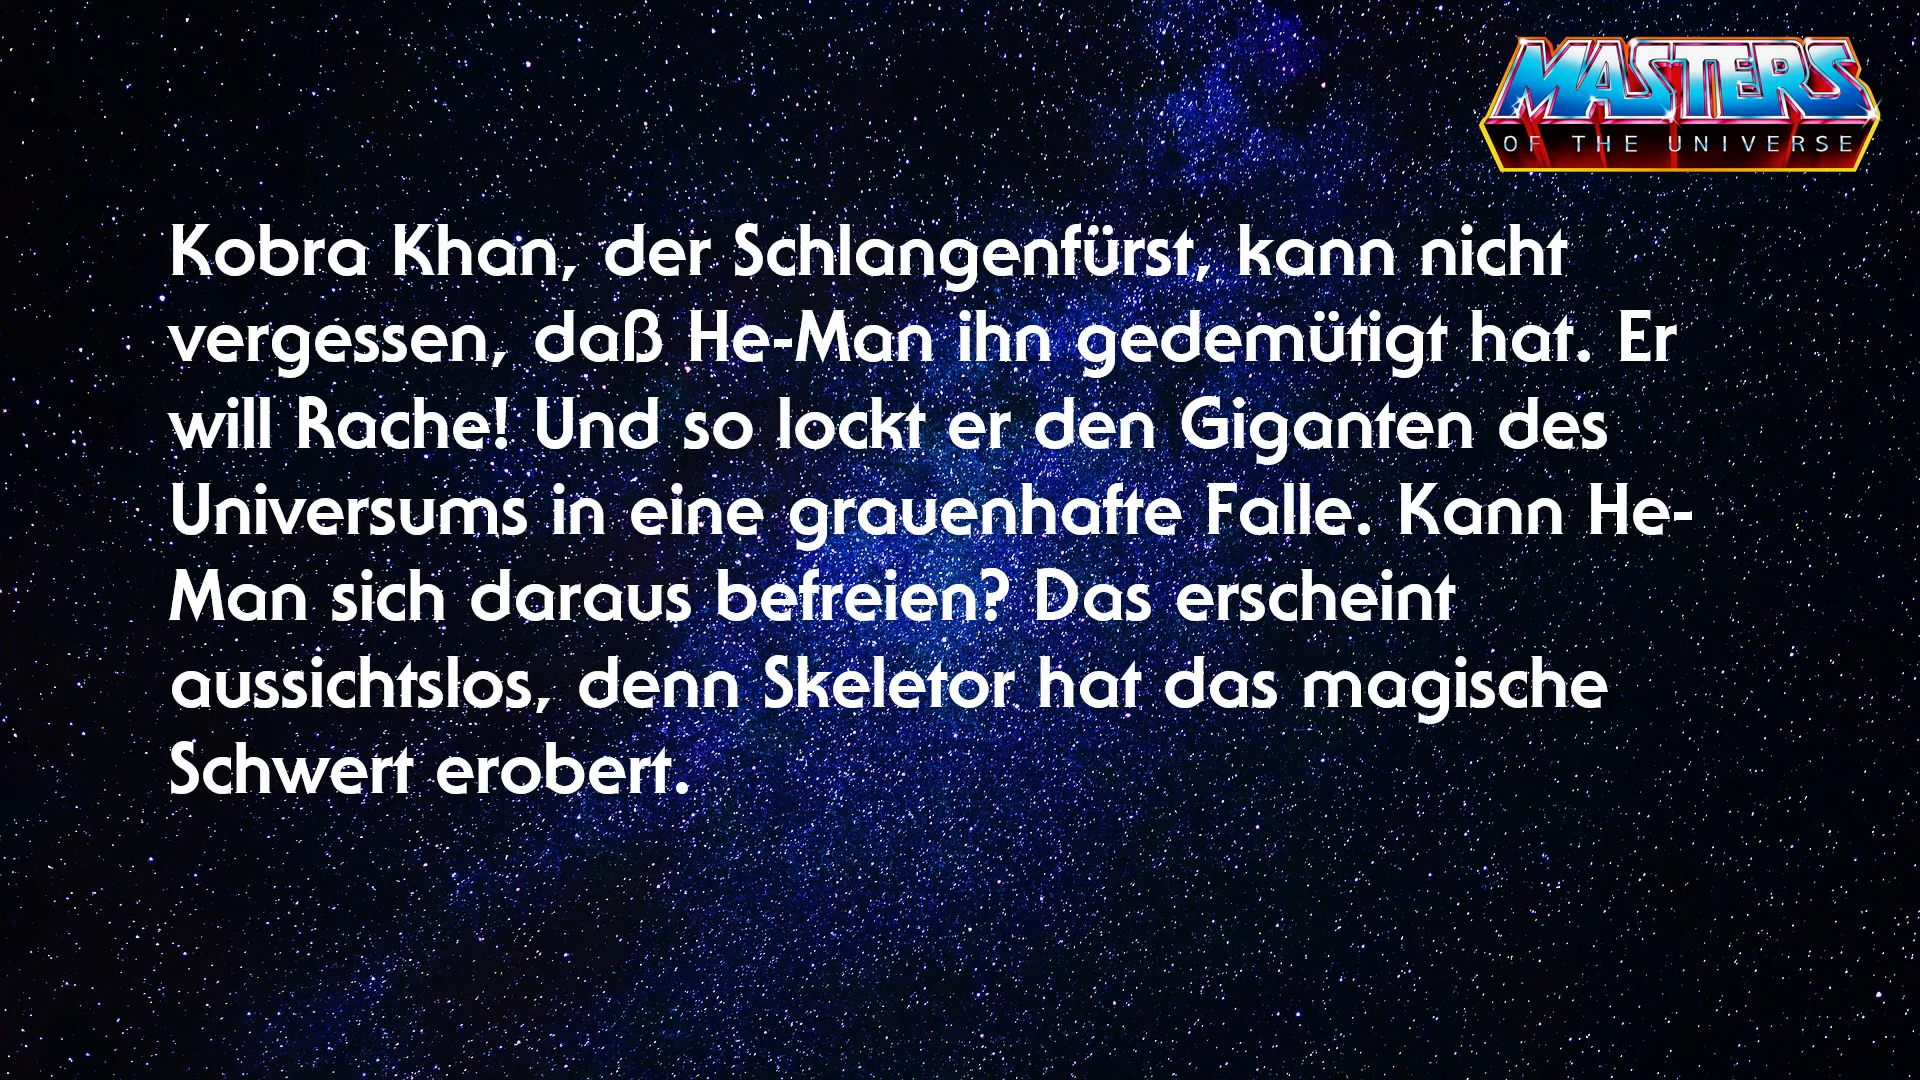 MASTERS
OF THE UNIVERSE
Kobra Khan, der Schlangenfürst, kann nicht
vergessen, daß He-Man ihn gedemütigt hat. Er
will Rache! Und so lockt er den Giganten des
Universums in eine grauenhafte Falle. Kann He-
Man sich daraus befreien? Das erscheint
aussichtslos, denn Skeletor hat das magische
Schwert erobert.